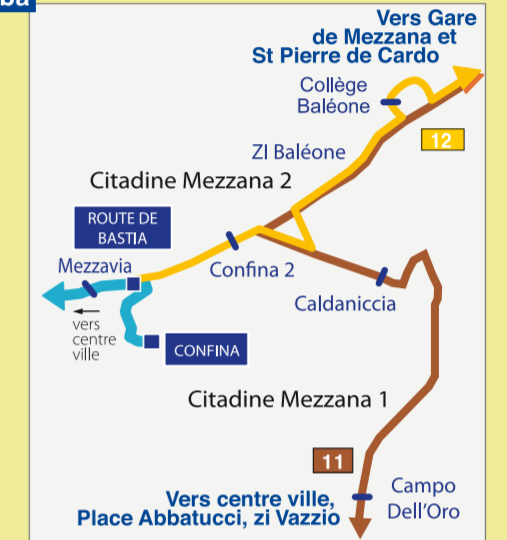 ba
Vers Gare
de Mezzana et
St Pierre de Cardo
Collège
Baléone
12
ZI Baléone
Citadine Mezzana 2
ROUTE DE
BASTIA
Mezzavia
Confina 2
Caldaniccia
vers
centre
ville
CONFINA
Citadine Mezzana 1
11
Vers centre ville,
Place Abbatucci, zi Vazzio
Campo
Dell'Oro